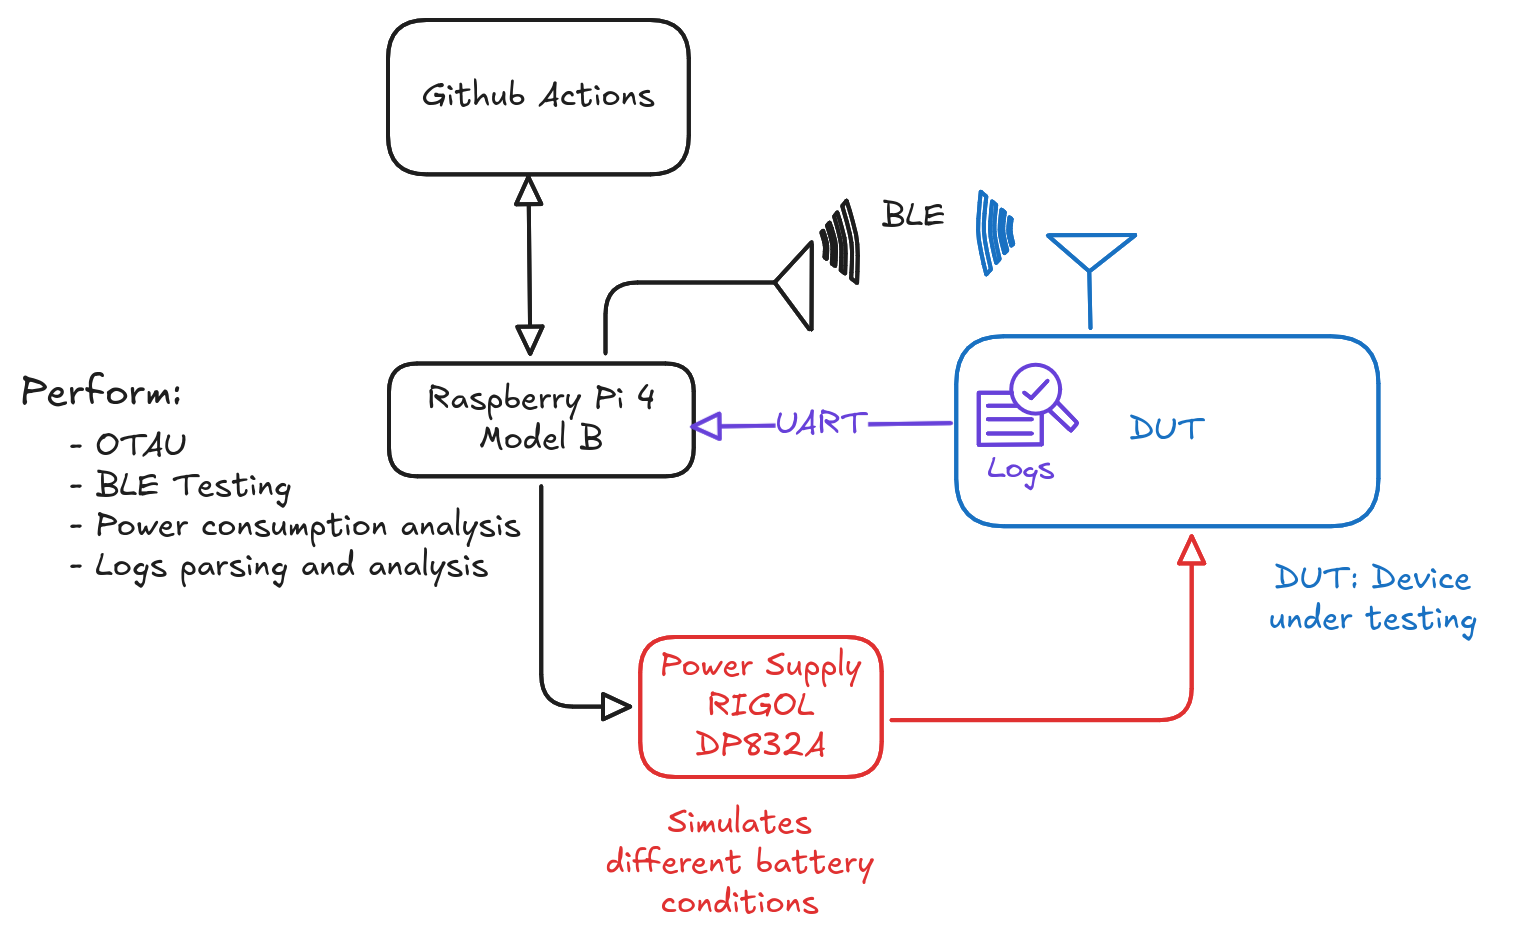 Github Actions
BLE
Perform:
- OTAU
- BLE Testing
- Power consumption analysis
- Logs parsing and analysis
Raspberry Pi 4
Model B
UART
Logs
DUT
DUT: Device
under testing
Power Supply
RIGOL
DP832A
Simulates
different battery
conditions